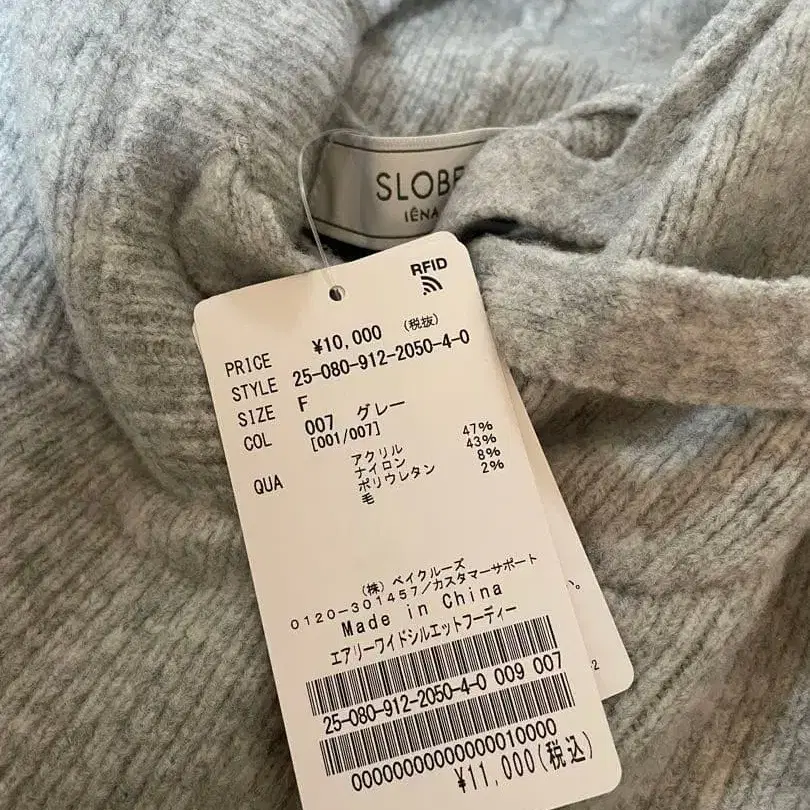 SLOBE
IÉNA
RFID
PRICE ¥10,000 (税抜)
STYLE 25-080-912-2050-4-0
SIZE F
COL 007 グレー
[001/007]
QUA アクリル 47%
ナイロン 43%
ポリウレタン 8%
毛 2%
(株)ベイクルーズ
0120-301457/カスタマーサポート
Made in China
エアリーワイドシルエットフーディー
25-080-912-2050-4-0 009 007
00000000000000010000
¥11,000(税込)